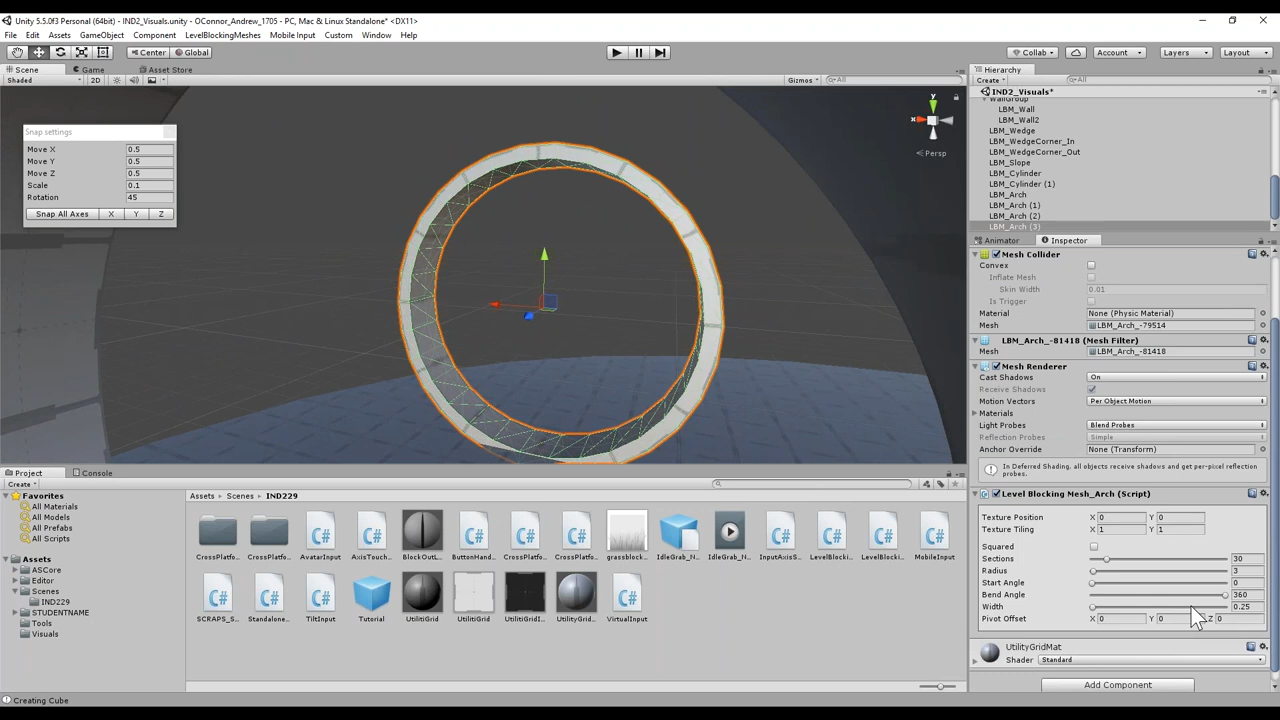 Unity 5.5.0f3 Personal (64bit) - IND2_Visuals.unity - OConnor_Andrew_1705 - PC, Mac & Linux Standalone* <DX11>
File Edit Assets GameObject Component LevelBlockingMeshes Mobile Input Custom Window Help
Center Global Collab Account Layers Layout
Scene Game Asset Store
Shaded 2D Gizmos All
Snap settings
Move X 0.5
Move Y 0.5
Move Z 0.5
Scale 0.1
Rotation 45
Snap All Axes X Y Z
y
x
Persp
Hierarchy
Create All
IND2_Visuals*
WallGroup
LBM_Wall
LBM_Wall2
LBM_Wedge
LBM_WedgeCorner_In
LBM_WedgeCorner_Out
LBM_Slope
LBM_Cylinder
LBM_Cylinder (1)
LBM_Arch
LBM_Arch (1)
LBM_Arch (2)
LBM_Arch (3)
Animator Inspector
Mesh Collider
Convex
Inflate Mesh
Skin Width 0.01
Is Trigger
Material None (Physic Material)
Mesh LBM_Arch_-79514
LBM_Arch_-81418 (Mesh Filter)
Mesh LBM_Arch_-81418
Mesh Renderer
Cast Shadows On
Receive Shadows
Motion Vectors Per Object Motion
Materials
Light Probes Blend Probes
Reflection Probes Simple
Anchor Override None (Transform)
In Deferred Shading, all objects receive shadows and get per-pixel reflection
probes.
Level Blocking Mesh_Arch (Script)
Texture Position X 0 Y 0
Texture Tiling X 1 Y 1
Squared
Sections 30
Radius 3
Start Angle 0
Bend Angle 360
Width 0.25
Pivot Offset X 0 Y 0 Z 0
UtilityGridMat
Shader Standard
Add Component
Project Console
Create
Favorites
All Materials
All Models
All Prefabs
All Scripts
Assets
ASCore
Editor
Scenes
IND229
STUDENTNAME
Tools
Visuals
Assets Scenes IND229
C# C# C# C# C# C# C# C# C#
CrossPlatfo... CrossPlatfo... AvatarInput AxisTouch... BlockOutL... ButtonHand... CrossPlatfo... CrossPlatfo... grassblock... IdleGrab_N... IdleGrab_N... InputAxisS... LevelBlocki... LevelBlocki... MobileInput
C# C# C# C#
SCRAPS_S... Standalone... TiltInput Tutorial UtilitiGrid UtilitiGrid UtilitiGridI... UtilityGrid... VirtualInput
Creating Cube